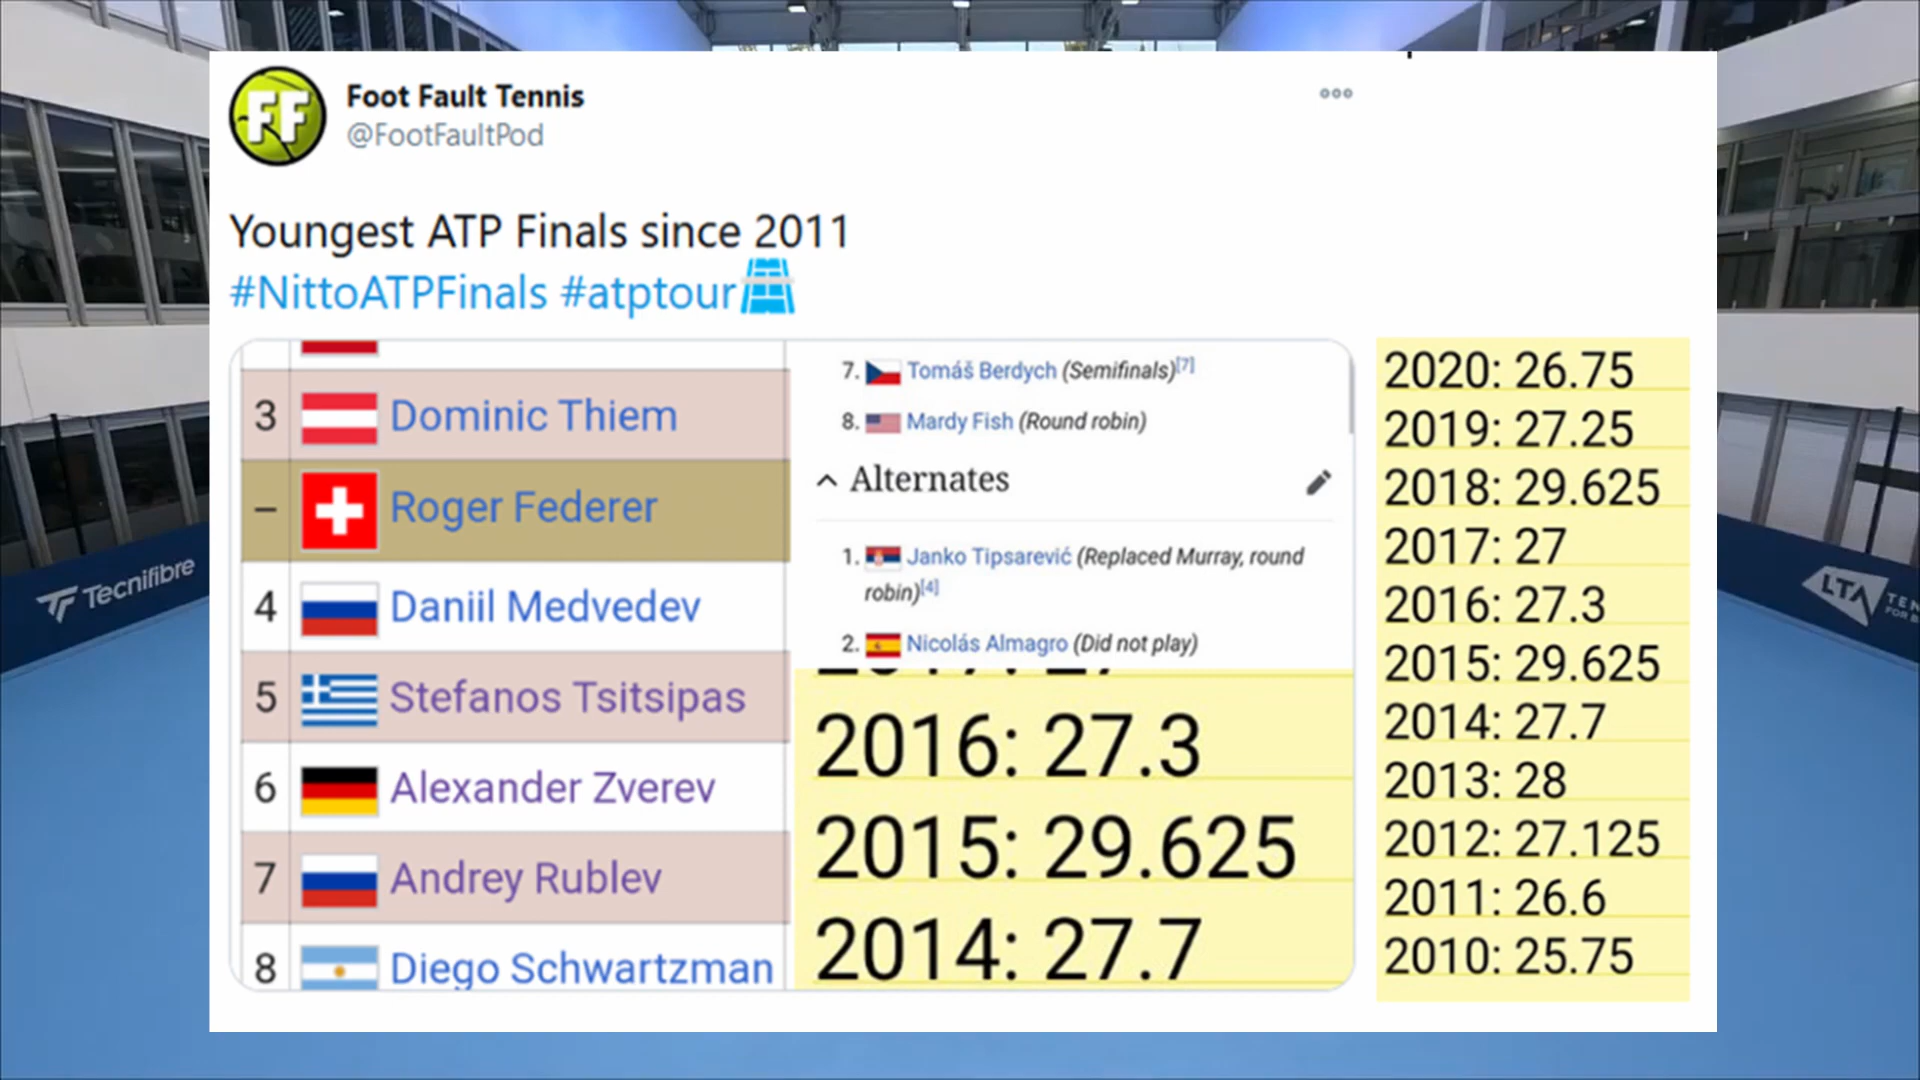 FF
Foot Fault Tennis
@FootFaultPod
Youngest ATP Finals since 2011
#NittoATPFinals #atptour
3 Dominic Thiem
– Roger Federer
4 Daniil Medvedev
5 Stefanos Tsitsipas
6 Alexander Zverev
7 Andrey Rublev
8 Diego Schwartzman
7. Tomáš Berdych (Semifinals)[7]
8. Mardy Fish (Round robin)
Alternates
1. Janko Tipsarević (Replaced Murray, round
robin)[4]
2. Nicolás Almagro (Did not play)
2016: 27.3
2015: 29.625
2014: 27.7
2020: 26.75
2019: 27.25
2018: 29.625
2017: 27
2016: 27.3
2015: 29.625
2014: 27.7
2013: 28
2012: 27.125
2011: 26.6
2010: 25.75
Tecnifibre
LTA